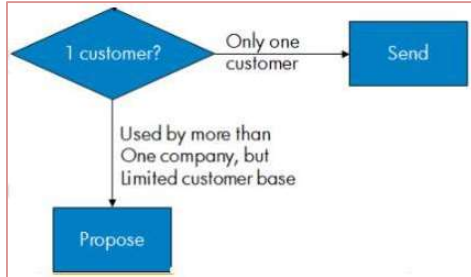 1 customer?
Only one
customer
Send
Used by more than
One company, but
Limited customer base
Propose